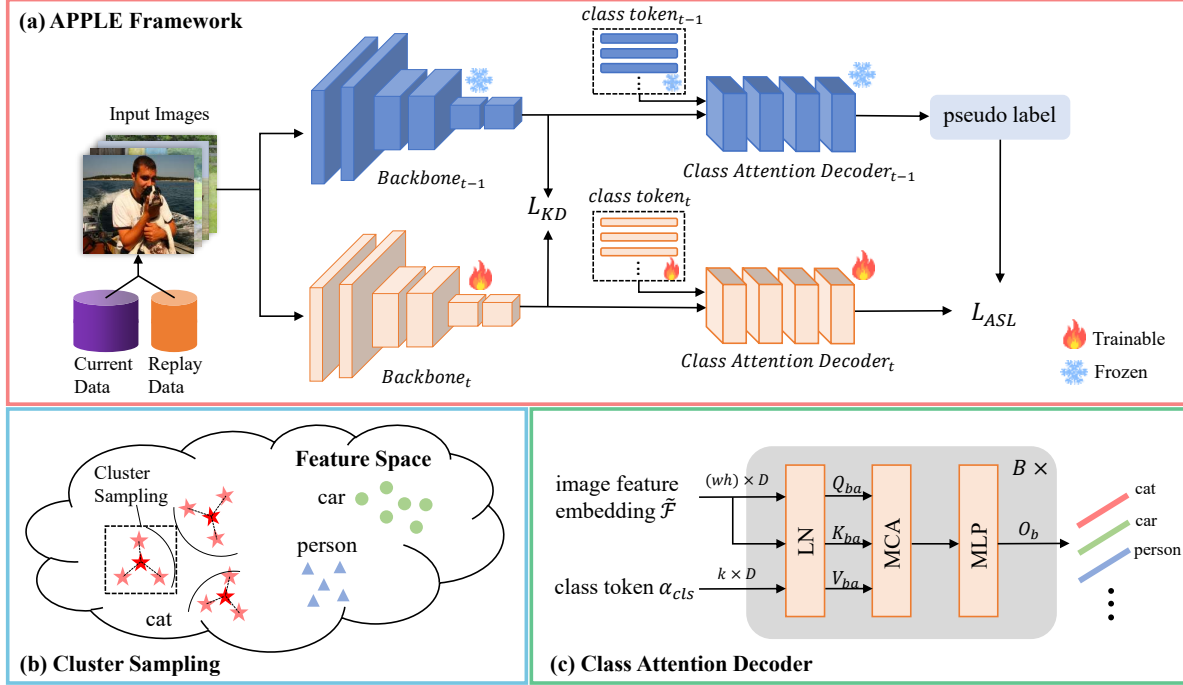 (a) APPLE Framework
class token_{t−1}
Input Images
pseudo label
Backbone_{t−1}
Class Attention Decoder_{t−1}
L_{KD}
class token_t
L_{ASL}
Current
Data
Replay
Data
Backbone_t
Class Attention Decoder_t
Trainable
Frozen
Cluster
Sampling
Feature Space
car
person
cat
(b) Cluster Sampling
B ×
image feature
embedding F̃
(wh) × D
class token α_{cls}
k × D
LN
Q_{ba}
K_{ba}
V_{ba}
MCA
MLP
O_b
cat
car
person
(c) Class Attention Decoder